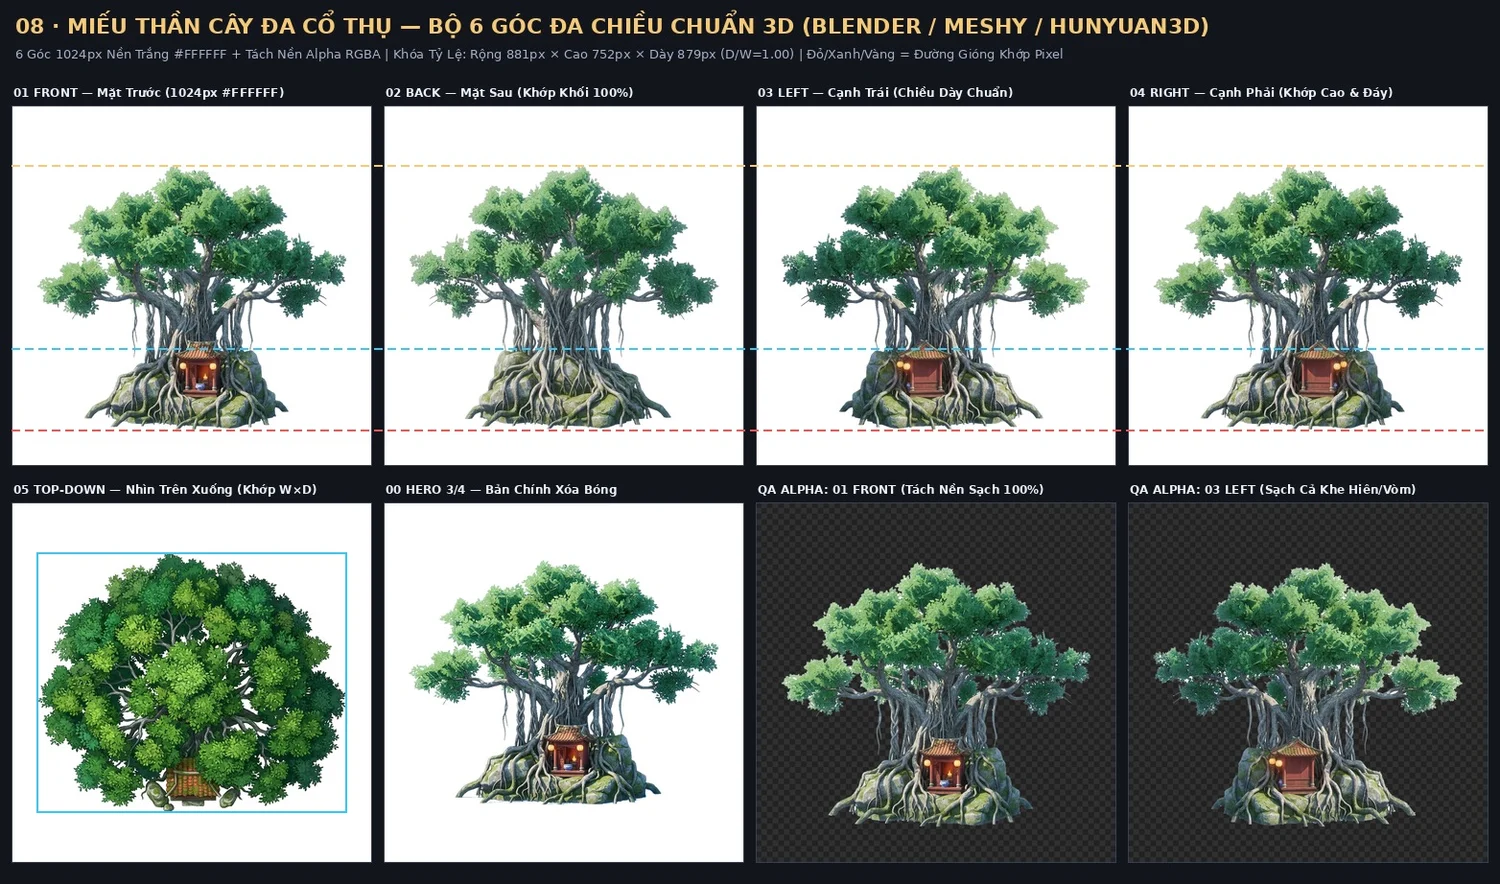 08 · MIẾU THẦN CÂY ĐA CỔ THỤ — BỘ 6 GÓC ĐA CHIỀU CHUẨN 3D (BLENDER / MESHY / HUNYUAN3D)
6 Góc 1024px Nền Trắng #FFFFFF + Tách Nền Alpha RGBA | Khóa Tỷ Lệ: Rộng 881px × Cao 752px × Dày 879px (D/W=1.00) | Đỏ/Xanh/Vàng = Đường Gióng Khớp Pixel
01 FRONT — Mặt Trước (1024px #FFFFFF)
02 BACK — Mặt Sau (Khớp Khối 100%)
03 LEFT — Cạnh Trái (Chiều Dày Chuẩn)
04 RIGHT — Cạnh Phải (Khớp Cao & Đáy)
05 TOP-DOWN — Nhìn Trên Xuống (Khớp W×D)
00 HERO 3/4 — Bản Chính Xóa Bóng
QA ALPHA: 01 FRONT (Tách Nền Sạch 100%)
QA ALPHA: 03 LEFT (Sạch Cả Khe Hiên/Vòm)